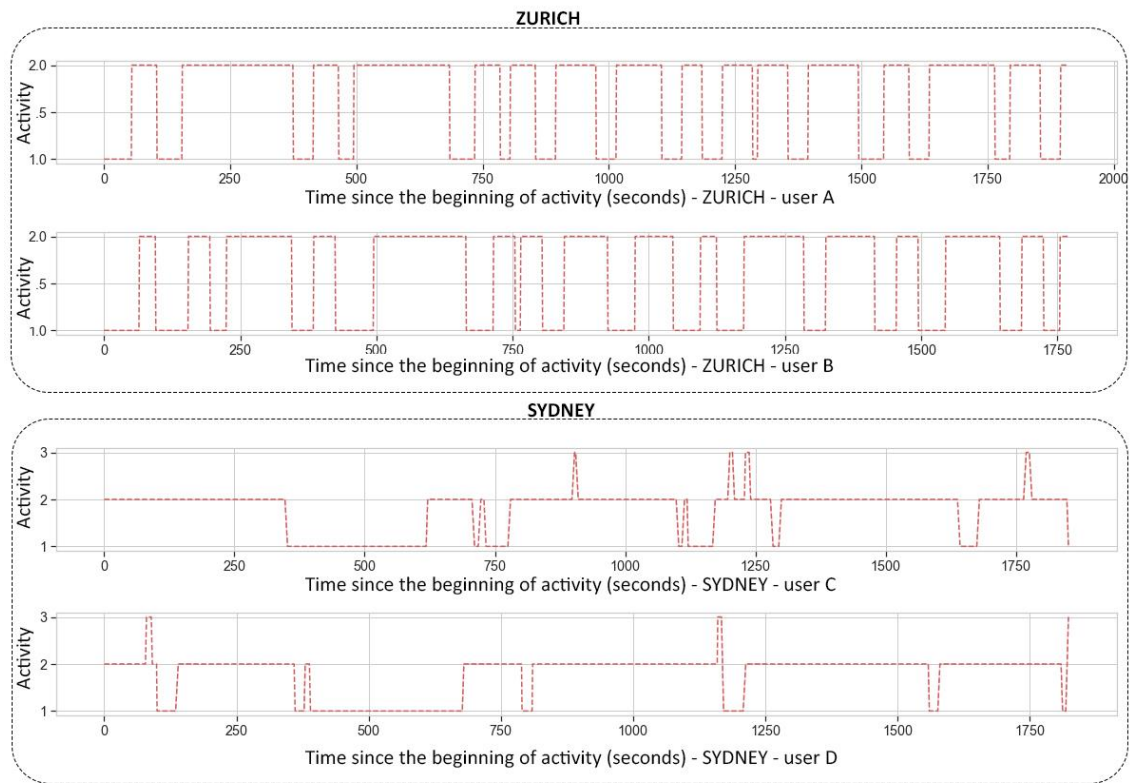 ZURICH
2.0
.5
1.0
Activity
0 250 500 750 1000 1250 1500 1750 2000
Time since the beginning of activity (seconds) - ZURICH - user A
2.0
.5
1.0
Activity
0 250 500 750 1000 1250 1500 1750
Time since the beginning of activity (seconds) - ZURICH - user B
SYDNEY
3
2
1
Activity
0 250 500 750 1000 1250 1500 1750
Time since the beginning of activity (seconds) - SYDNEY - user C
3
2
1
Activity
0 250 500 750 1000 1250 1500 1750
Time since the beginning of activity (seconds) - SYDNEY - user D